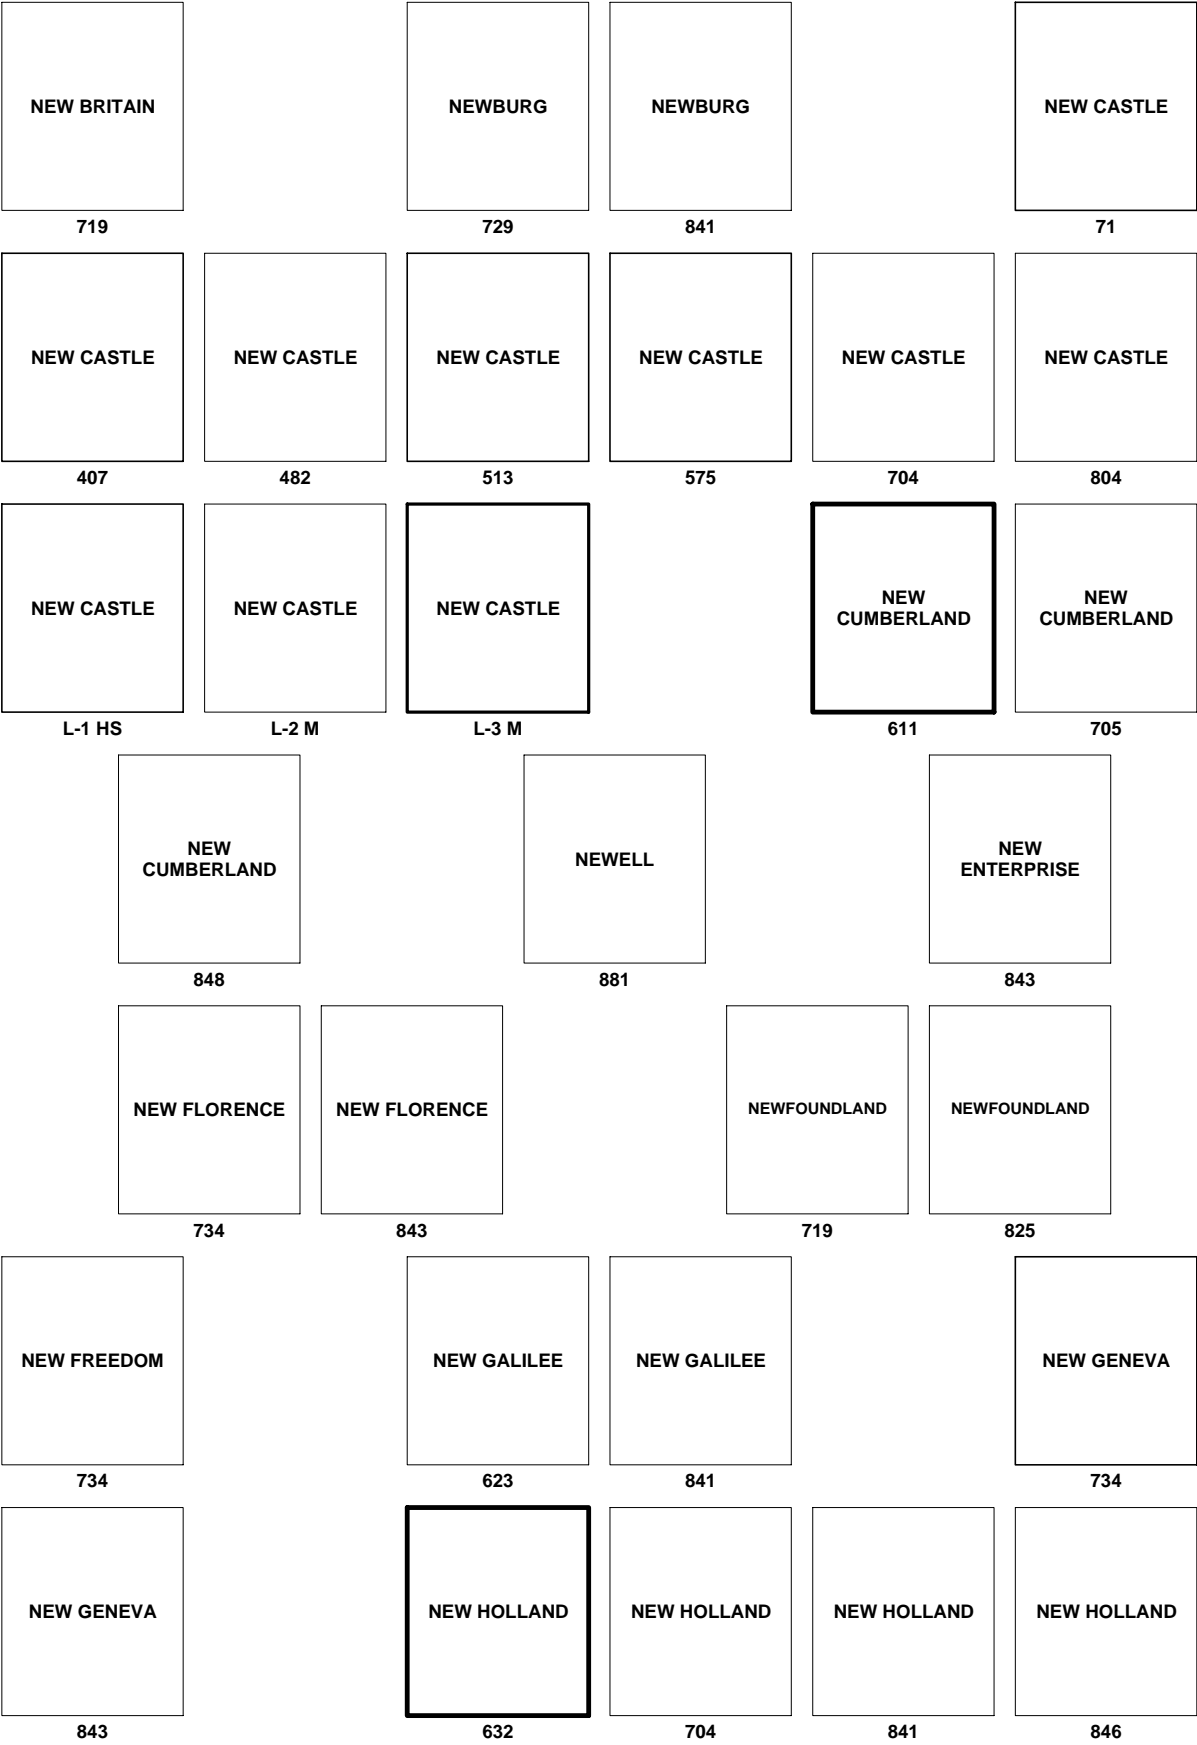 NEW BRITAIN
NEWBURG
NEWBURG
NEW CASTLE
719
729
841
71
NEW CASTLE
NEW CASTLE
NEW CASTLE
NEW CASTLE
NEW CASTLE
NEW CASTLE
407
482
513
575
704
804
NEW CASTLE
NEW CASTLE
NEW CASTLE
NEW
CUMBERLAND
NEW
CUMBERLAND
L-1 HS
L-2 M
L-3 M
611
705
NEW
CUMBERLAND
NEWELL
NEW
ENTERPRISE
848
881
843
NEW FLORENCE
NEW FLORENCE
NEWFOUNDLAND
NEWFOUNDLAND
734
843
719
825
NEW FREEDOM
NEW GALILEE
NEW GALILEE
NEW GENEVA
734
623
841
734
NEW GENEVA
NEW HOLLAND
NEW HOLLAND
NEW HOLLAND
NEW HOLLAND
843
632
704
841
846